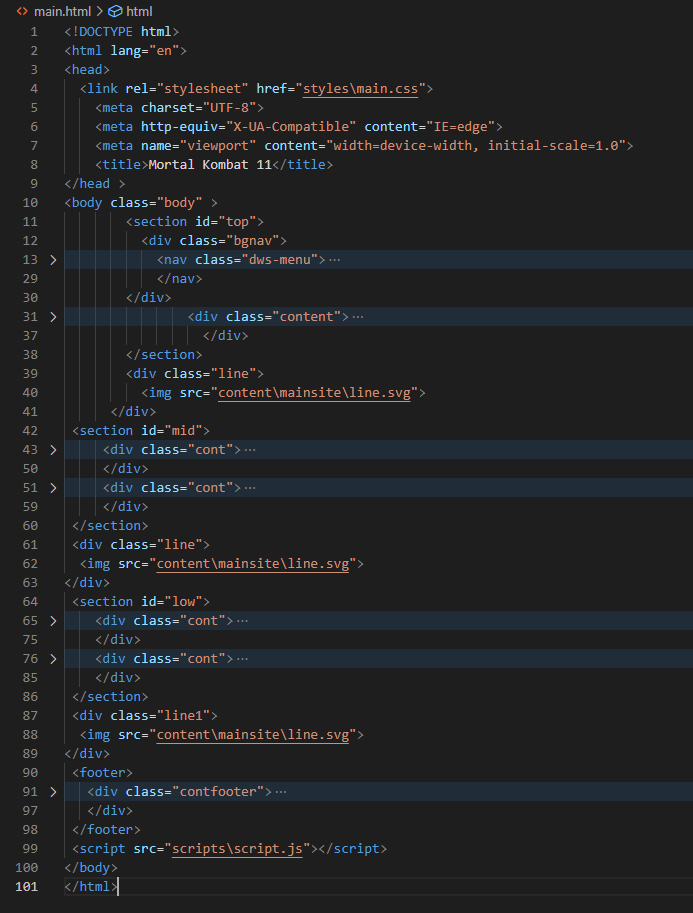 main.html > html
1 <!DOCTYPE html>
2 <html lang="en">
3 <head>
4 <link rel="stylesheet" href="styles\main.css">
5 <meta charset="UTF-8">
6 <meta http-equiv="X-UA-Compatible" content="IE=edge">
7 <meta name="viewport" content="width=device-width, initial-scale=1.0">
8 <title>Mortal Kombat 11</title>
9 </head >
10 <body class="body" >
11 <section id="top">
12 <div class="bgnav">
13 <nav class="dws-menu">…
29 </nav>
30 </div>
31 <div class="content">…
37 </div>
38 </section>
39 <div class="line">
40 <img src="content\mainsite\line.svg">
41 </div>
42 <section id="mid">
43 <div class="cont">…
50 </div>
51 <div class="cont">…
59 </div>
60 </section>
61 <div class="line">
62 <img src="content\mainsite\line.svg">
63 </div>
64 <section id="low">
65 <div class="cont">…
75 </div>
76 <div class="cont">…
85 </div>
86 </section>
87 <div class="line1">
88 <img src="content\mainsite\line.svg">
89 </div>
90 <footer>
91 <div class="contfooter">…
97 </div>
98 </footer>
99 <script src="scripts\script.js"></script>
100 </body>
101 </html>